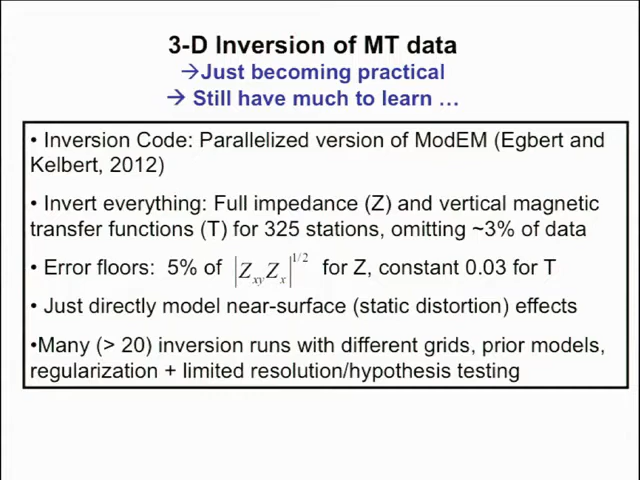 3-D Inversion of MT data
→Just becoming practical
→ Still have much to learn …
• Inversion Code: Parallelized version of ModEM (Egbert and
Kelbert, 2012)
• Invert everything: Full impedance (Z) and vertical magnetic
transfer functions (T) for 325 stations, omitting ~3% of data
• Error floors: 5% of |Z_xy Z_x|^1/2 for Z, constant 0.03 for T
• Just directly model near-surface (static distortion) effects
•Many (> 20) inversion runs with different grids, prior models,
regularization + limited resolution/hypothesis testing